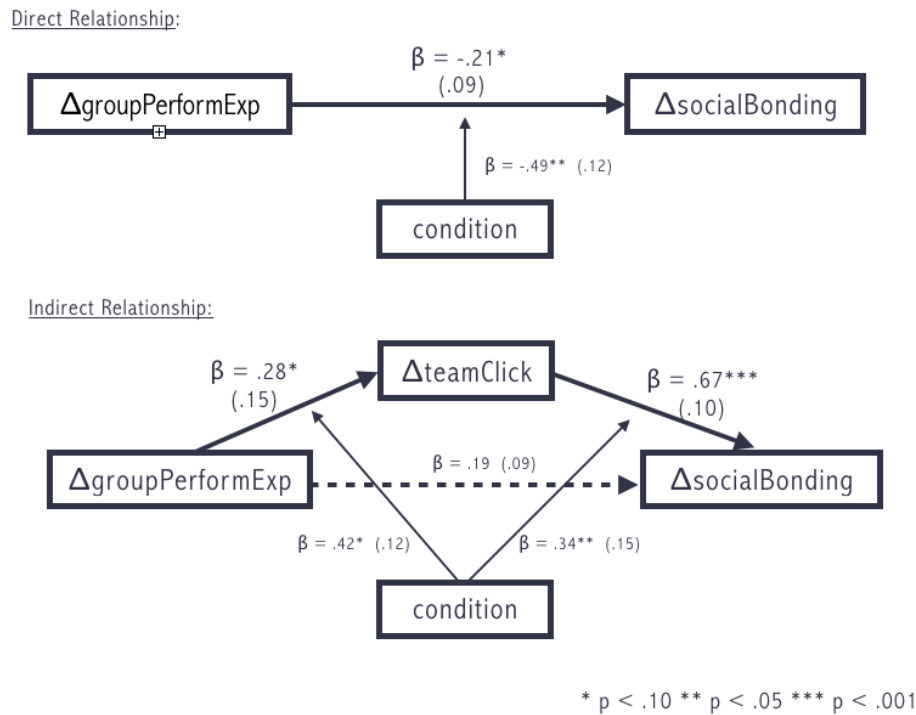 Direct Relationship:
β = -.21*
(.09)
ΔgroupPerformExp
ΔsocialBonding
β = -.49** (.12)
condition
Indirect Relationship:
ΔteamClick
β = .28*
(.15)
β = .67***
(.10)
ΔgroupPerformExp
β = .19 (.09)
ΔsocialBonding
β = .42* (.12)
β = .34** (.15)
condition
* p < .10 ** p < .05 *** p < .001